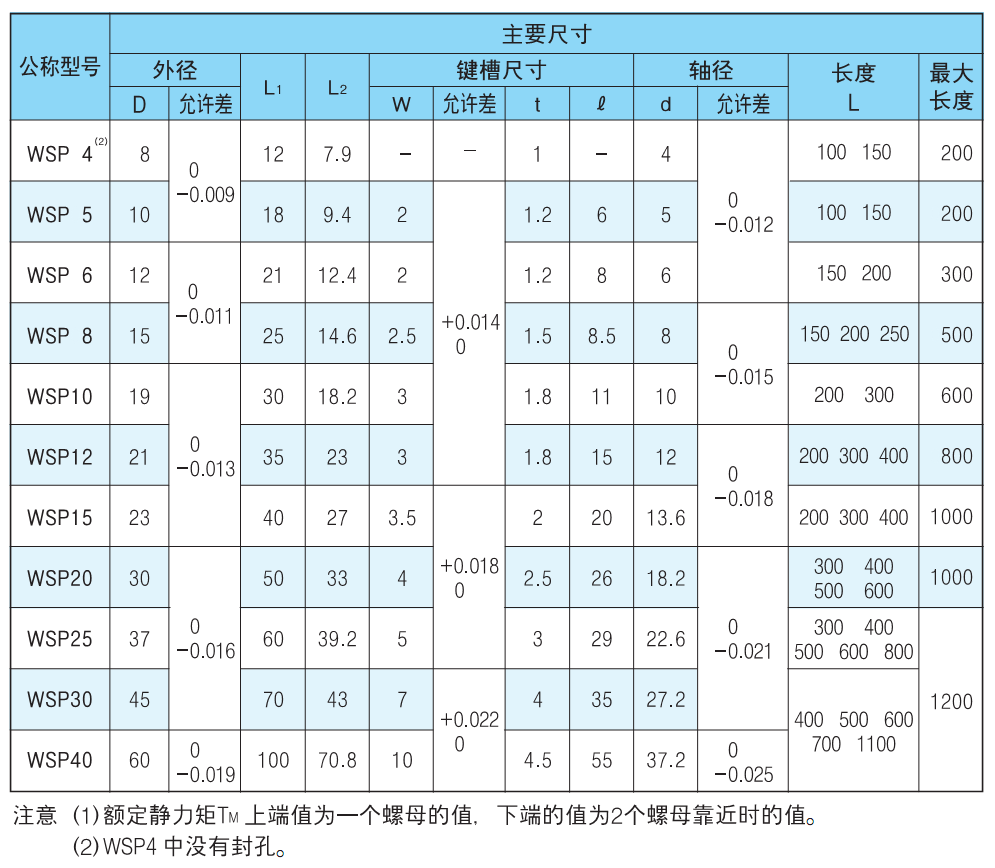 公称型号 主要尺寸
外径 L1 L2 键槽尺寸 轴径 长度 L 最大长度
D 允许差 W 允许差 t ℓ d 允许差
WSP 4(2) 8 0 -0.009 12 7.9 － － 1 － 4 0 -0.012 100 150 200
WSP 5 10 18 9.4 2 +0.014 0 1.2 6 5 100 150 200
WSP 6 12 0 -0.011 21 12.4 2 1.2 8 6 150 200 300
WSP 8 15 25 14.6 2.5 1.5 8.5 8 0 -0.015 150 200 250 500
WSP10 19 0 -0.013 30 18.2 3 1.8 11 10 200 300 600
WSP12 21 35 23 3 1.8 15 12 0 -0.018 200 300 400 800
WSP15 23 40 27 3.5 +0.018 0 2 20 13.6 200 300 400 1000
WSP20 30 0 -0.016 50 33 4 2.5 26 18.2 0 -0.021 300 400 500 600 1000
WSP25 37 60 39.2 5 3 29 22.6 300 400 500 600 800 1200
WSP30 45 70 43 7 +0.022 0 4 35 27.2 400 500 600 700 1100
WSP40 60 0 -0.019 100 70.8 10 4.5 55 37.2 0 -0.025
注意 (1)额定静力矩TM 上端值为一个螺母的值, 下端的值为2个螺母靠近时的值。
(2)WSP4 中没有封孔。